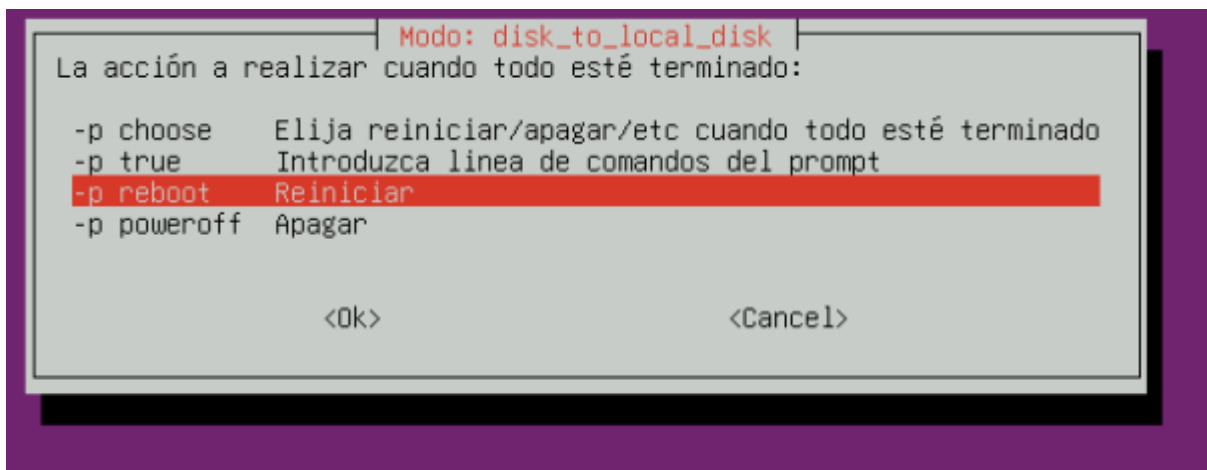 Modo: disk_to_local_disk
La acción a realizar cuando todo esté terminado:
-p choose Elija reiniciar/apagar/etc cuando todo esté terminado
-p true Introduzca linea de comandos del prompt
-p reboot Reiniciar
-p poweroff Apagar
<Ok> <Cancel>